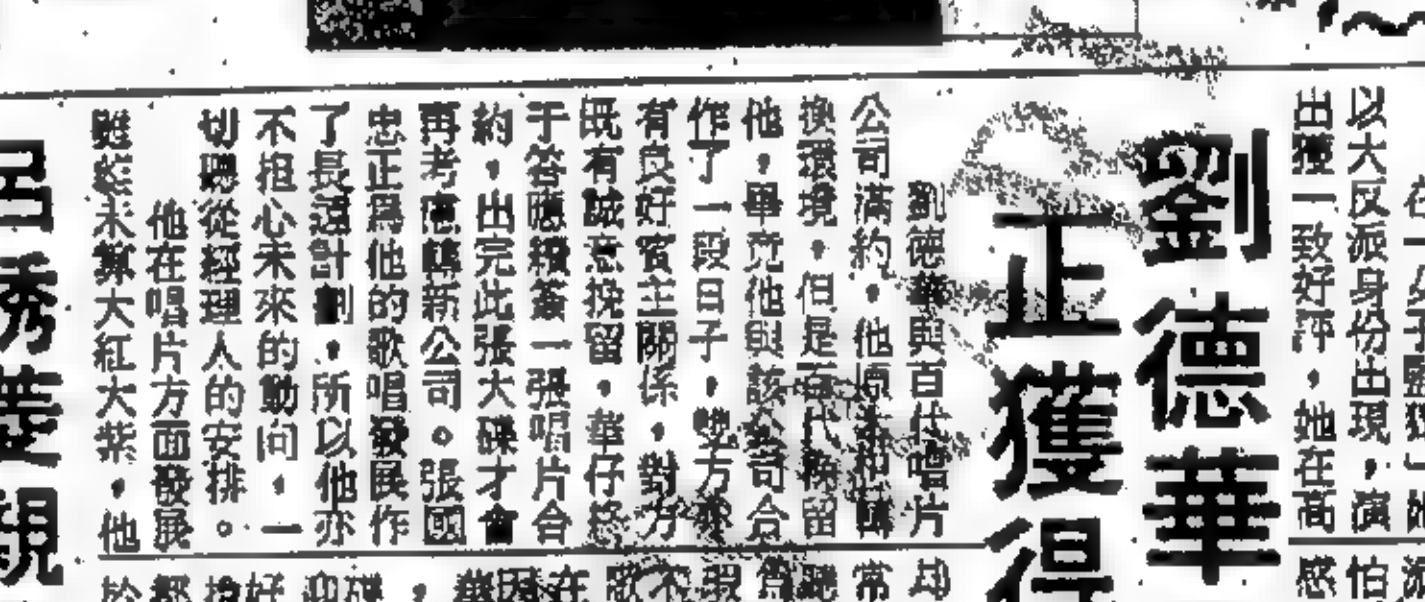 以大反派身份出現，演
出獲一致好評，她在高
劉德華
正獲得
劉德華與百代唱片
公司滿約，他原本想轉
換環境，但是百代挽留
他，畢竟他與該公司合
作了一段日子，雙方亦
有良好賓主關係，對方
既有誠意挽留，華仔終
于答應續簽一張唱片合
約，出完此張大碟才會
再考慮轉新公司。張國
忠正為他的歌唱發展作
了長遠計劃，所以他亦
不担心未來的動向，一
切聽從經理人的安排。
他在唱片方面發展
雖然未算大紅大紫，他
呂秀菱